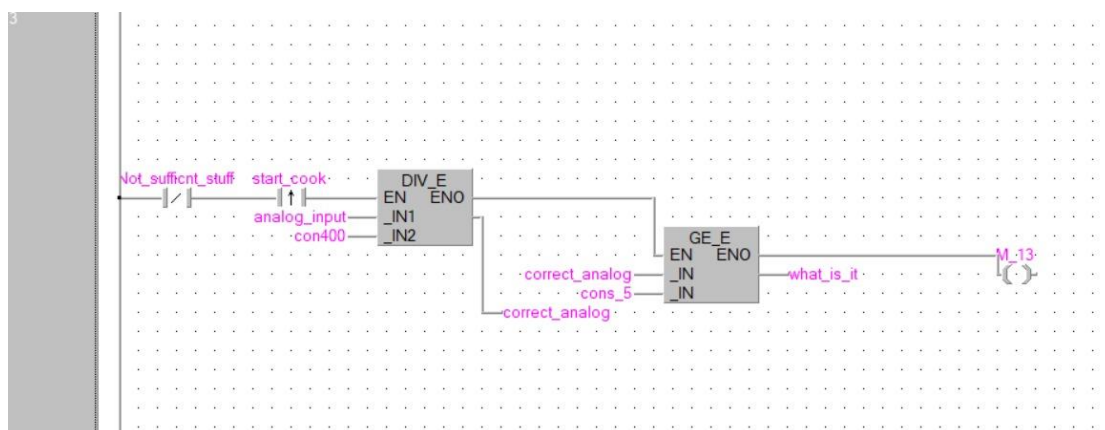 3
Not_sufficnt_stuff start_cook
DIV_E
EN ENO
analog_input _IN1
con400 _IN2
GE_E
EN ENO M_13
correct_analog _IN what_is_it
cons_5 _IN
correct_analog